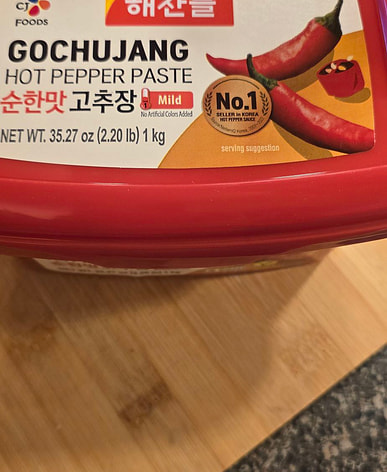 CJ
FOODS
해찬들
GOCHUJANG
HOT PEPPER PASTE
순한맛 고추장 1 Mild
No Artificial Colors Added
No.1
SELLER in KOREA
HOT PEPPER SAUCE
NET WT. 35.27 oz (2.20 lb) 1 kg
serving suggestion